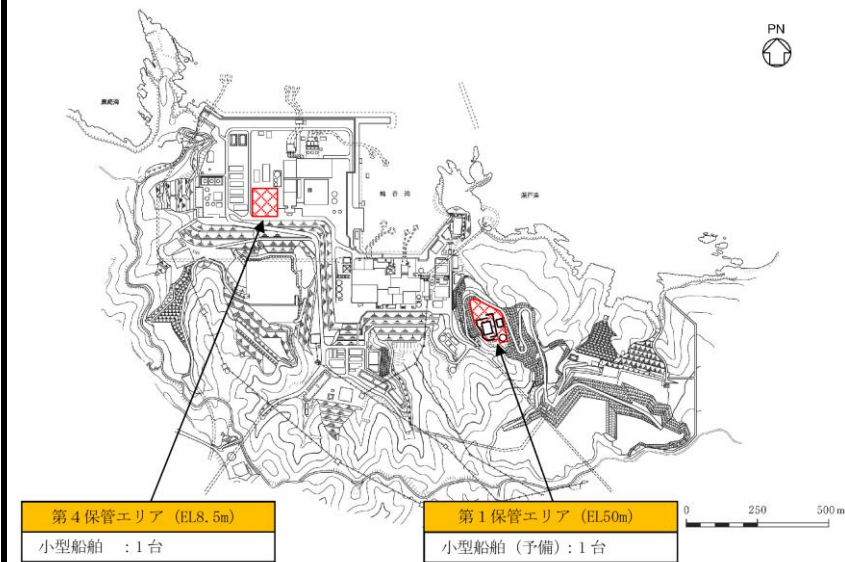 PN
輪谷湾
第4保管エリア (EL8.5m)
小型船舶 :1台
第1保管エリア (EL50m)
小型船舶(予備):1台
0 250 500m